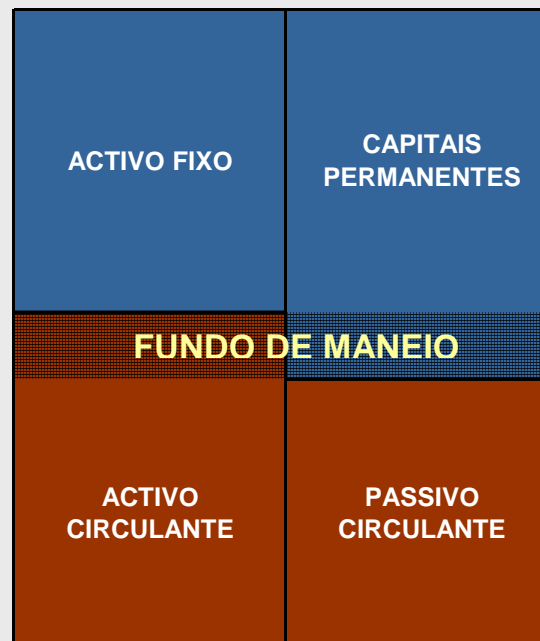 ACTIVO FIXO
CAPITAIS
PERMANENTES
FUNDO DE MANEIO
ACTIVO
CIRCULANTE
PASSIVO
CIRCULANTE